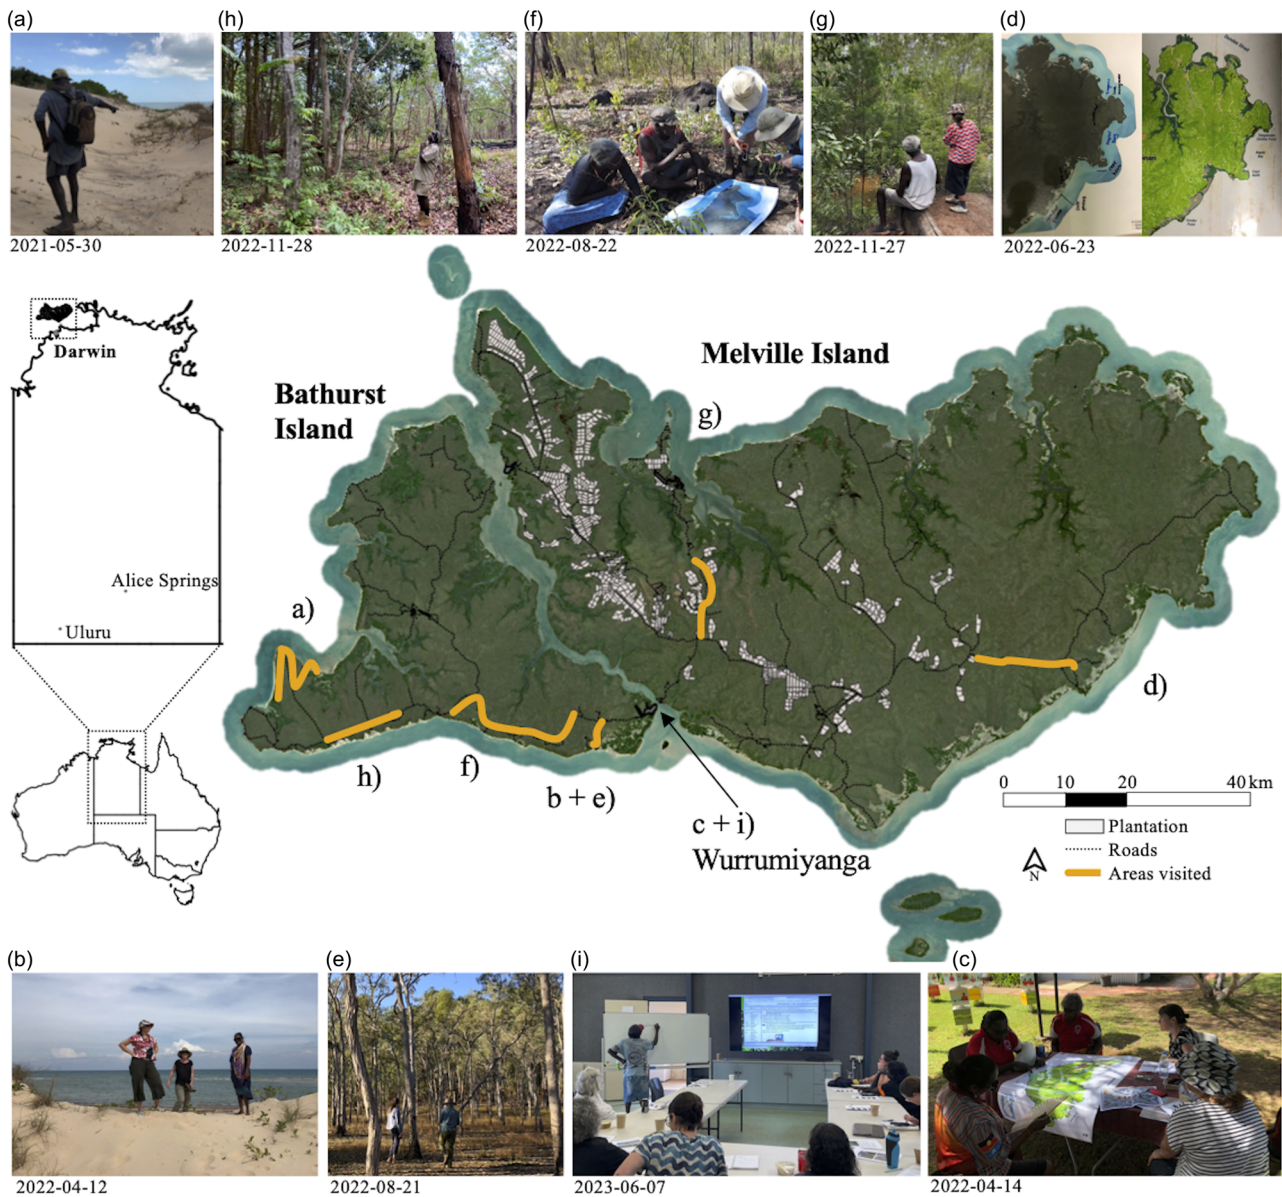 (a)
(h)
(f)
(g)
(d)
2021-05-30
2022-11-28
2022-08-22
2022-11-27
2022-06-23
Darwin
Alice Springs
Uluru
Bathurst
Island
Melville Island
g)
a)
d)
h)
f)
b + e)
c + i)
Wurrumiyanga
0 10 20 40 km
Plantation
Roads
Areas visited
N
(b)
(e)
(i)
(c)
2022-04-12
2022-08-21
2023-06-07
2022-04-14